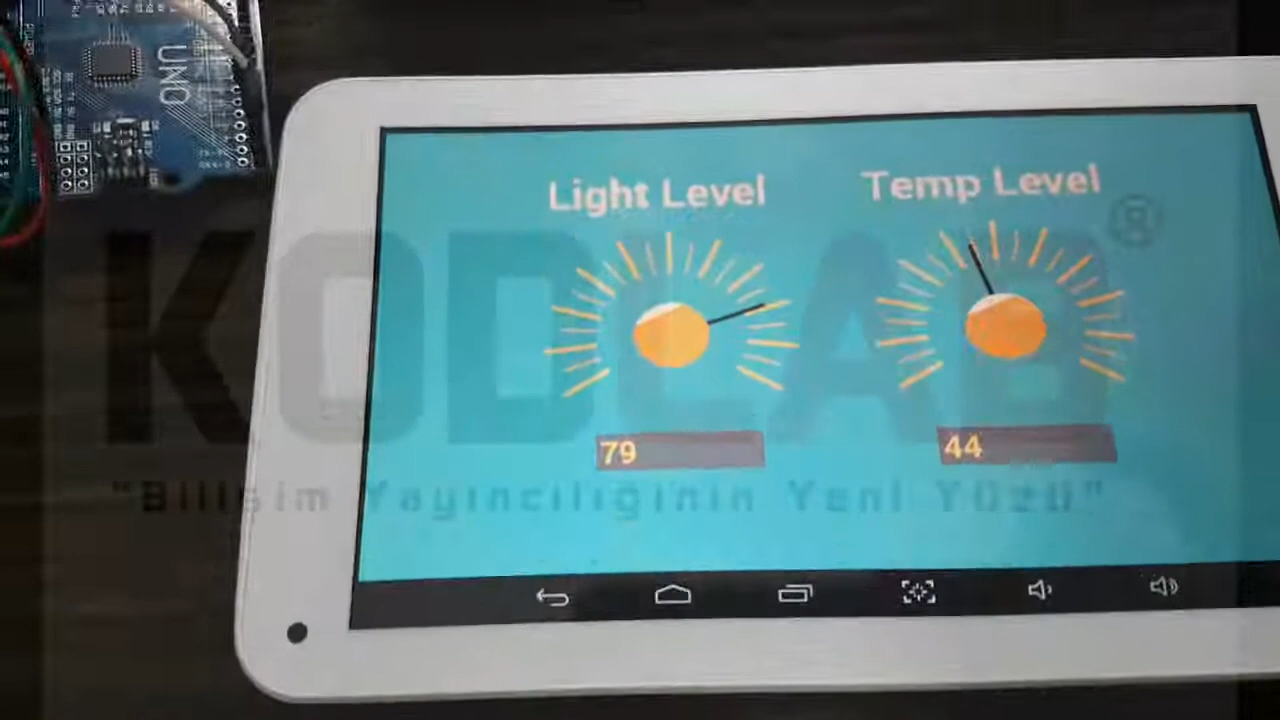 UNO
Light Level
Temp Level
KODLAB®
79
44
"Bilişim Yayıncılığının Yeni Yüzü"